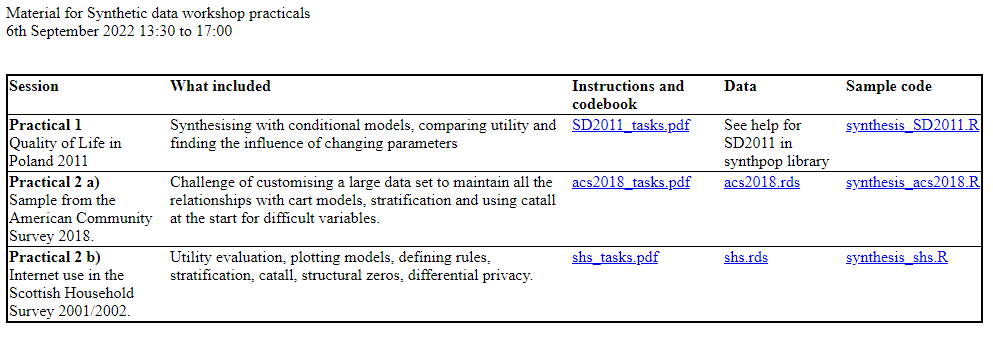 Material for Synthetic data workshop practicals
6th September 2022 13:30 to 17:00
Session
What included
Instructions and
codebook
Data
Sample code
Practical 1
Quality of Life in
Poland 2011
Synthesising with conditional models, comparing utility and
finding the influence of changing parameters
SD2011_tasks.pdf
See help for
SD2011 in
synthpop library
synthesis_SD2011.R
Practical 2 a)
Sample from the
American Community
Survey 2018.
Challenge of customising a large data set to maintain all the
relationships with cart models, stratification and using catall
at the start for difficult variables.
acs2018_tasks.pdf
acs2018.rds
synthesis_acs2018.R
Practical 2 b)
Internet use in the
Scottish Household
Survey 2001/2002.
Utility evaluation, plotting models, defining rules,
stratification, catall, structural zeros, differential privacy.
shs_tasks.pdf
shs.rds
synthesis_shs.R